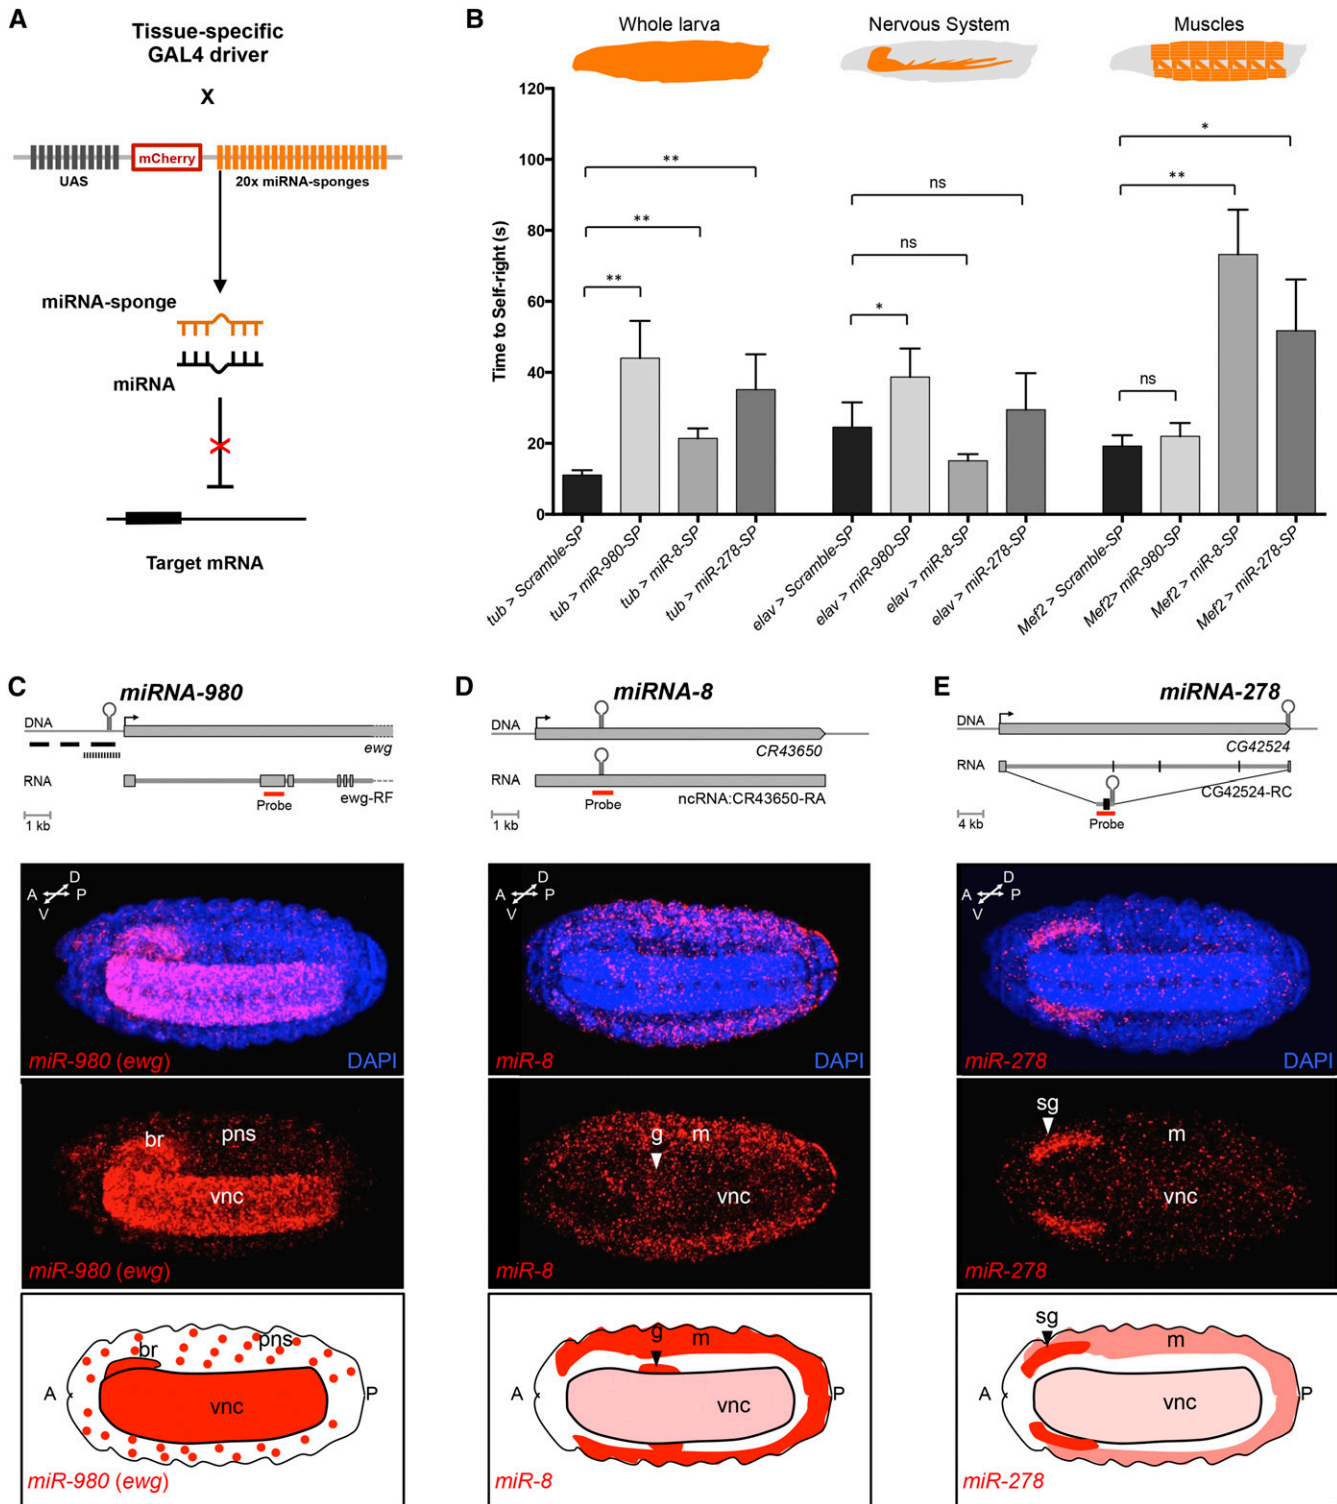 A
Tissue-specific
GAL4 driver
X
mCherry
UAS
20x miRNA-sponges
miRNA-sponge
miRNA
Target mRNA
B
Whole larva
Nervous System
Muscles
Time to Self-right (s)
120
100
80
60
40
20
0
**
**
**
ns
ns
*
*
**
ns
tub > Scramble-SP
tub > miR-980-SP
tub > miR-8-SP
tub > miR-278-SP
elav > Scramble-SP
elav > miR-980-SP
elav > miR-8-SP
elav > miR-278-SP
Mef2 > Scramble-SP
Mef2> miR-980-SP
Mef2 > miR-8-SP
Mef2 > miR-278-SP
C
miRNA-980
DNA
ewg
RNA
ewg-RF
Probe
1 kb
A D P V
miR-980 (ewg)
DAPI
br
pns
vnc
miR-980 (ewg)
br
pns
A
vnc
P
miR-980 (ewg)
D
miRNA-8
DNA
CR43650
RNA
ncRNA:CR43650-RA
Probe
1 kb
A D P V
miR-8
DAPI
g
m
vnc
miR-8
g
m
A
vnc
P
miR-8
E
miRNA-278
DNA
CG42524
RNA
CG42524-RC
Probe
4 kb
A D P V
miR-278
DAPI
sg
m
vnc
miR-278
sg
m
A
vnc
P
miR-278